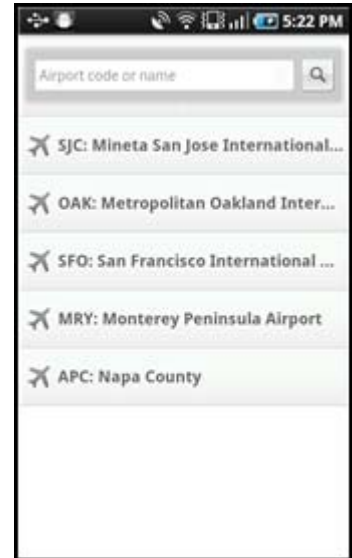 5:22 PM
Airport code or name
SJC: Mineta San Jose International...
OAK: Metropolitan Oakland Inter...
SFO: San Francisco International ...
MRY: Monterey Peninsula Airport
APC: Napa County